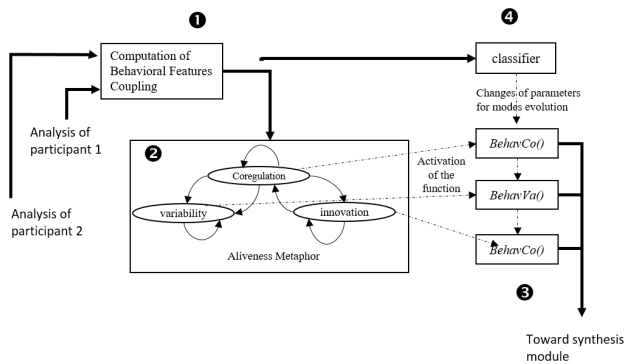 ❶
❹
Computation of
Behavioral Features
Coupling
classifier
Changes of parameters
for modes evolution
Analysis of
participant 1
❷
Coregulation
variability
innovation
Aliveness Metaphor
Activation
of the
function
BehavCo()
BehavVa()
BehavCo()
❸
Analysis of
participant 2
Toward synthesis
module